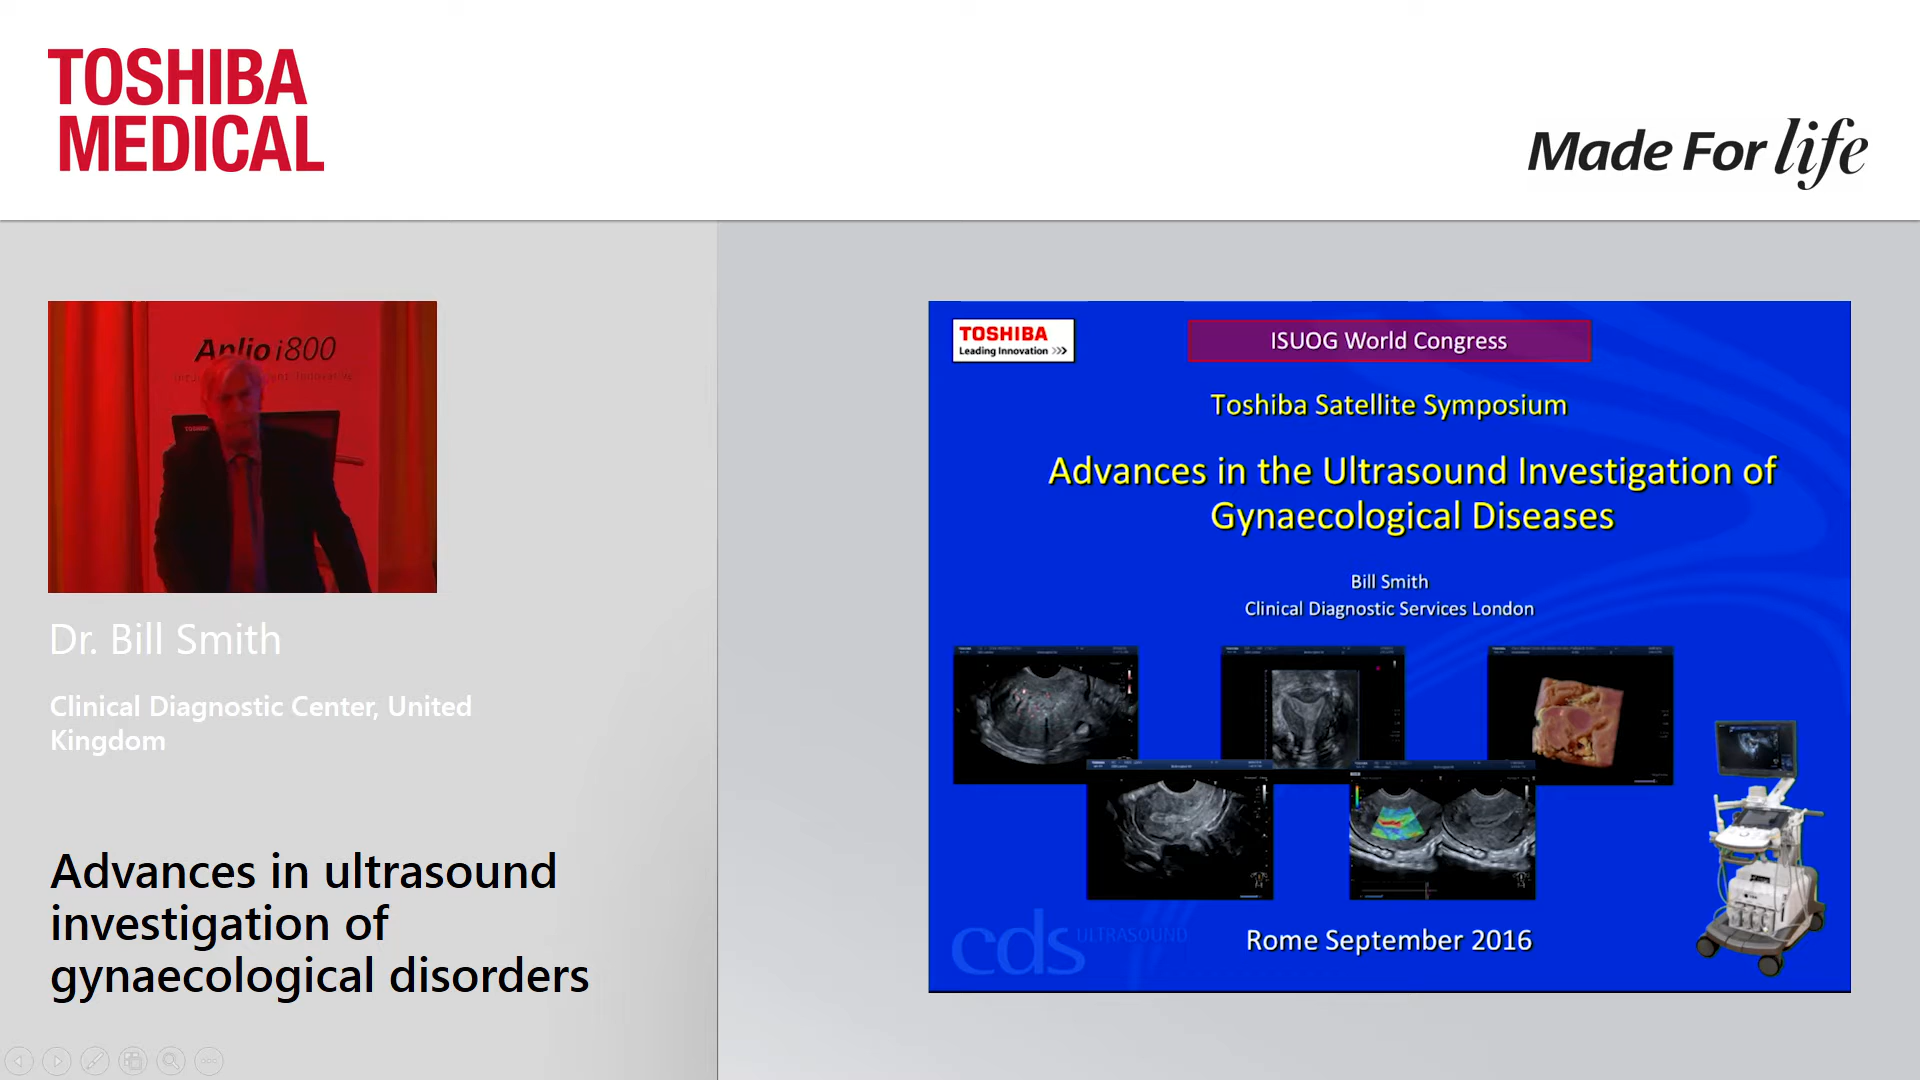 TOSHIBA
MEDICAL
Made For life
Aplio i800
TOSHIBA
Dr. Bill Smith
Clinical Diagnostic Center, United
Kingdom
Advances in ultrasound
investigation of
gynaecological disorders
TOSHIBA
Leading Innovation >>>
ISUOG World Congress
Toshiba Satellite Symposium
Advances in the Ultrasound Investigation of
Gynaecological Diseases
Bill Smith
Clinical Diagnostic Services London
cds ULTRASOUND
Rome September 2016